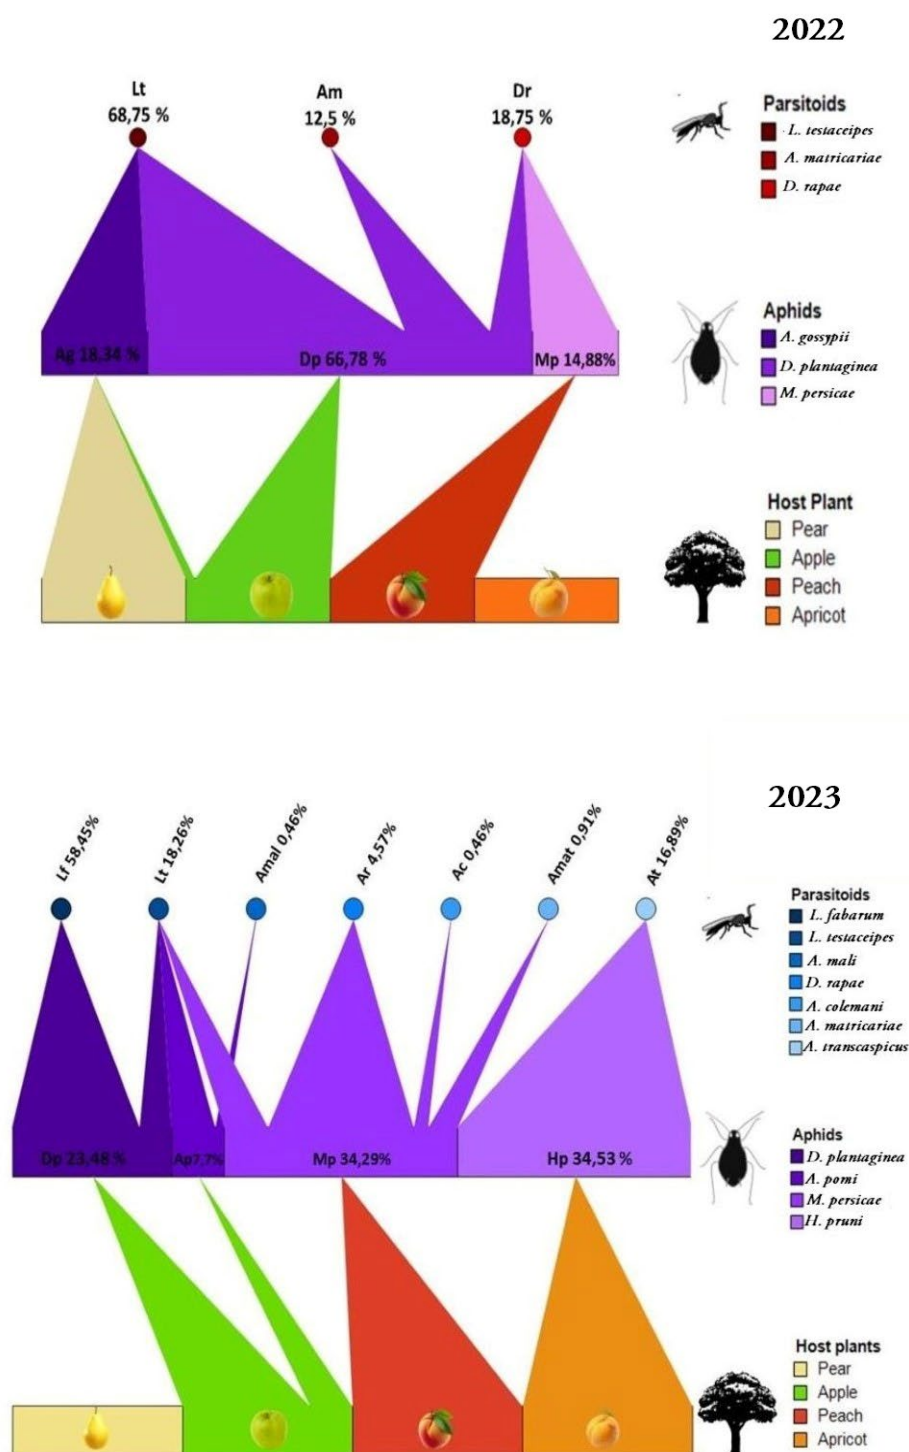 2022
Lt
68,75 %
Am
12,5 %
Dr
18,75 %
Parsitoids
L. testaceipes
A. matricariae
D. rapae
Ag 18,34 %
Dp 66,78 %
Mp 14,88%
Aphids
A. gossypii
D. plantaginea
M. persicae
Host Plant
Pear
Apple
Peach
Apricot
2023
Lf 58,45%
Lt 18,26%
Amal 0,46%
Ar 4,57%
Ac 0,46%
Amat 0,91%
At 16,89%
Parasitoids
L. fabarum
L. testaceipes
A. mali
D. rapae
A. colemani
A. matricariae
A. transcaspicus
Dp 23,48 %
Ap7,7%
Mp 34,29%
Hp 34,53 %
Aphids
D. plantaginea
A. pomi
M. persicae
H. pruni
Host plants
Pear
Apple
Peach
Apricot